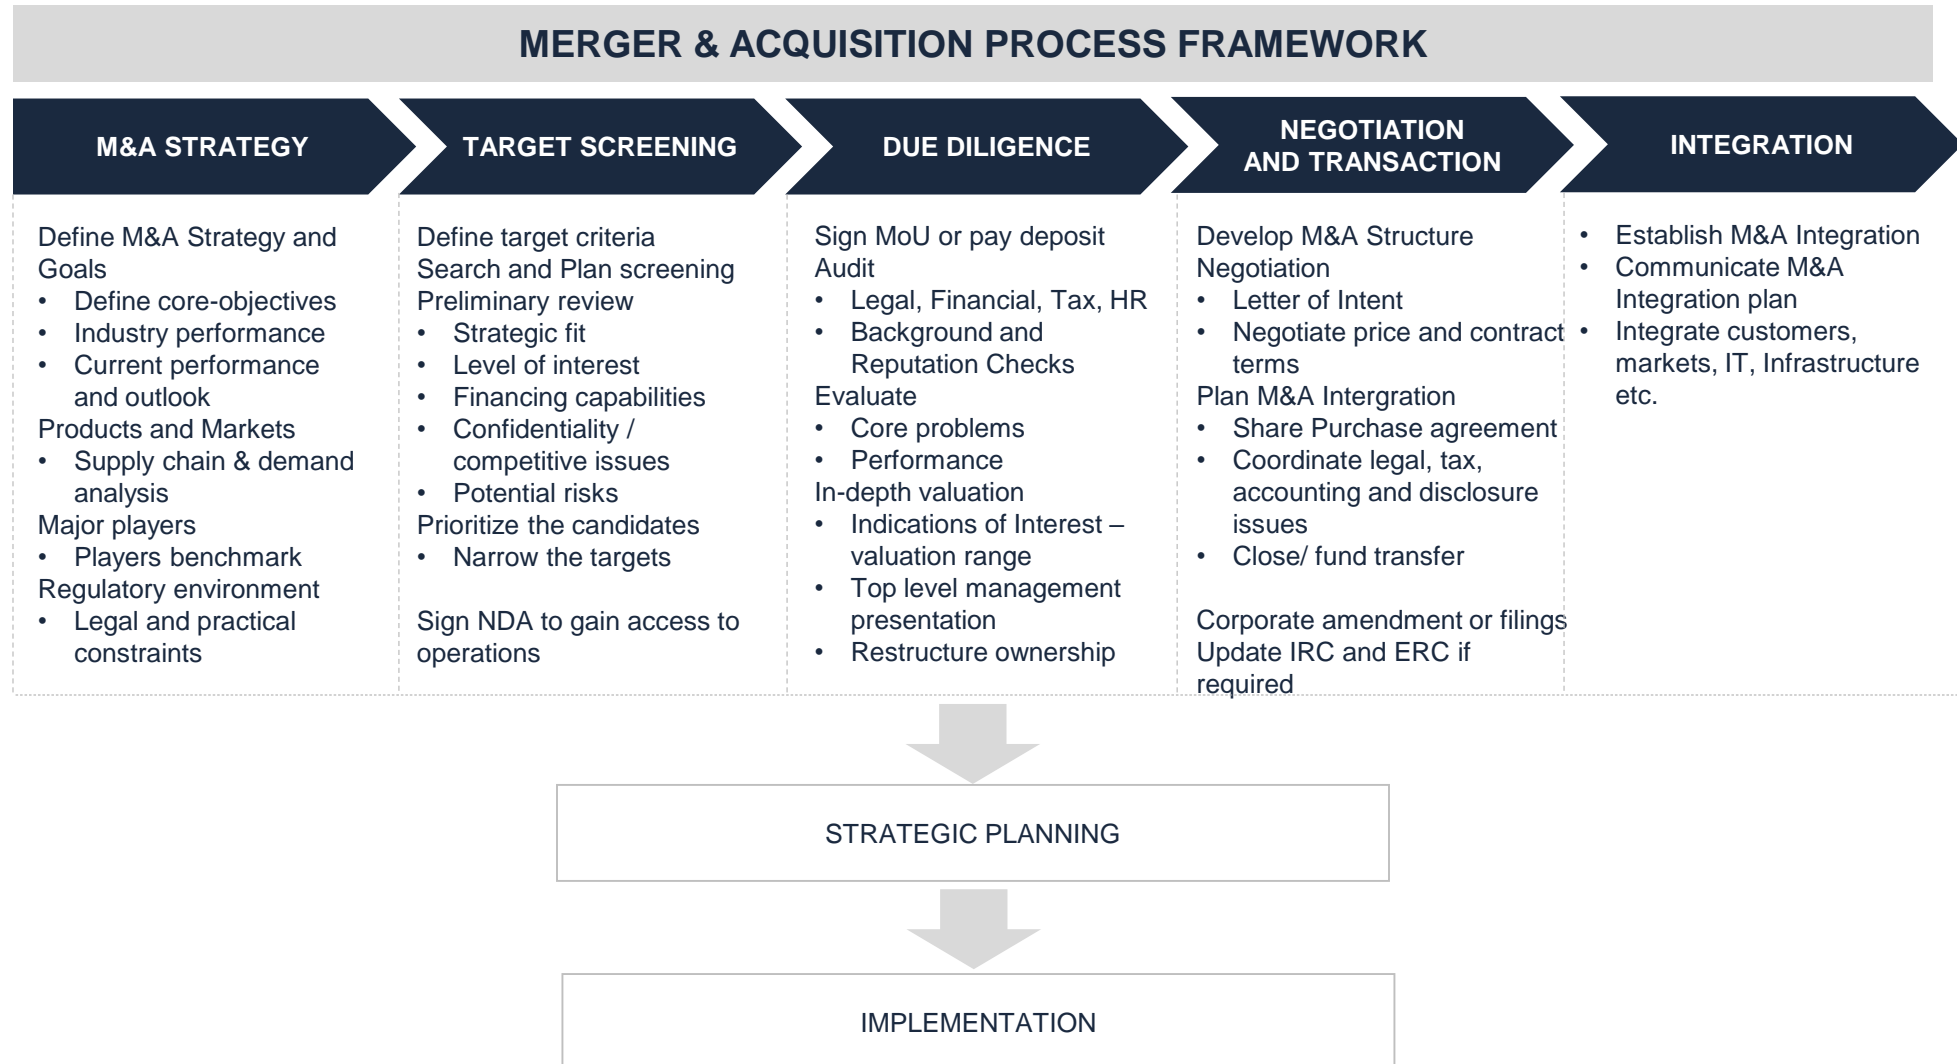 MERGER & ACQUISITION PROCESS FRAMEWORK
M&A STRATEGY
Define M&A Strategy and
Goals
• Define core-objectives
• Industry performance
• Current performance
and outlook
Products and Markets
• Supply chain & demand
analysis
Major players
• Players benchmark
Regulatory environment
• Legal and practical
constraints
TARGET SCREENING
Define target criteria
Search and Plan screening
Preliminary review
• Strategic fit
• Level of interest
• Financing capabilities
• Confidentiality /
competitive issues
• Potential risks
Prioritize the candidates
• Narrow the targets
Sign NDA to gain access to
operations
DUE DILIGENCE
Sign MoU or pay deposit
Audit
• Legal, Financial, Tax, HR
• Background and
Reputation Checks
Evaluate
• Core problems
• Performance
In-depth valuation
• Indications of Interest –
valuation range
• Top level management
presentation
• Restructure ownership
NEGOTIATION
AND TRANSACTION
Develop M&A Structure
Negotiation
• Letter of Intent
• Negotiate price and contract
terms
Plan M&A Intergration
• Share Purchase agreement
• Coordinate legal, tax,
accounting and disclosure
issues
• Close/ fund transfer
Corporate amendment or filings
Update IRC and ERC if
required
INTEGRATION
• Establish M&A Integration
• Communicate M&A
Integration plan
• Integrate customers,
markets, IT, Infrastructure
etc.
STRATEGIC PLANNING
IMPLEMENTATION